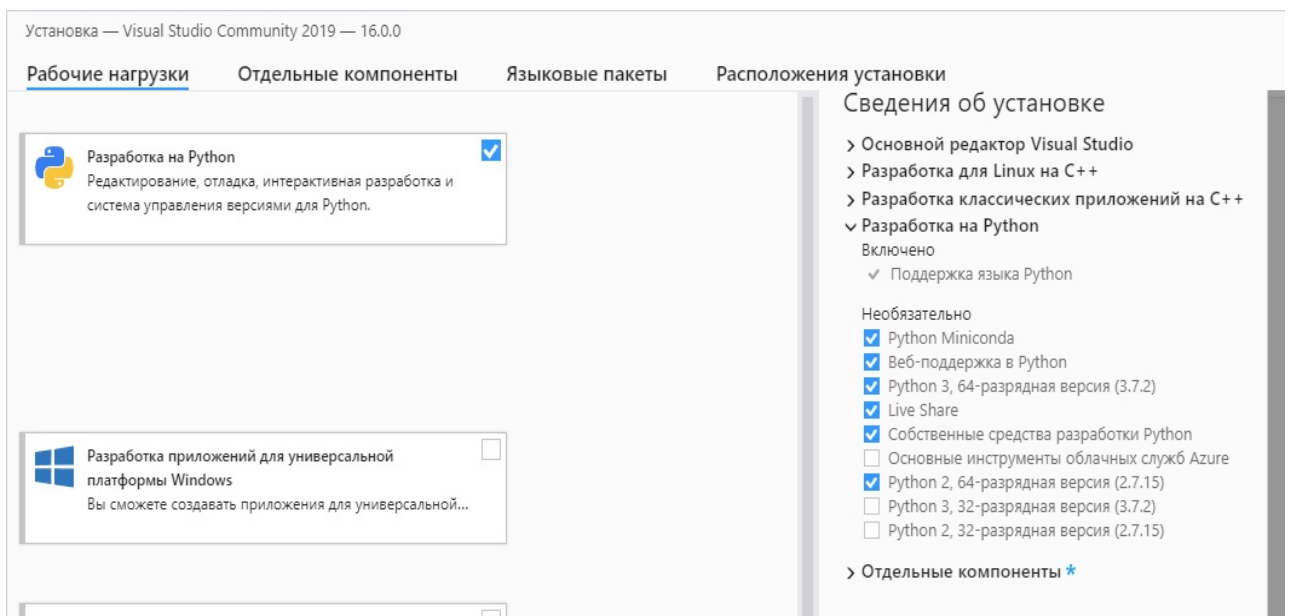 Установка — Visual Studio Community 2019 — 16.0.0
Рабочие нагрузки Отдельные компоненты Языковые пакеты Расположения установки
Разработка на Python
Редактирование, отладка, интерактивная разработка и
система управления версиями для Python.
Разработка приложений для универсальной
платформы Windows
Вы сможете создавать приложения для универсальной...
Сведения об установке
Основной редактор Visual Studio
Разработка для Linux на C++
Разработка классических приложений на C++
Разработка на Python
Включено
Поддержка языка Python
Необязательно
Python Miniconda
Веб-поддержка в Python
Python 3, 64-разрядная версия (3.7.2)
Live Share
Собственные средства разработки Python
Основные инструменты облачных служб Azure
Python 2, 64-разрядная версия (2.7.15)
Python 3, 32-разрядная версия (3.7.2)
Python 2, 32-разрядная версия (2.7.15)
Отдельные компоненты *